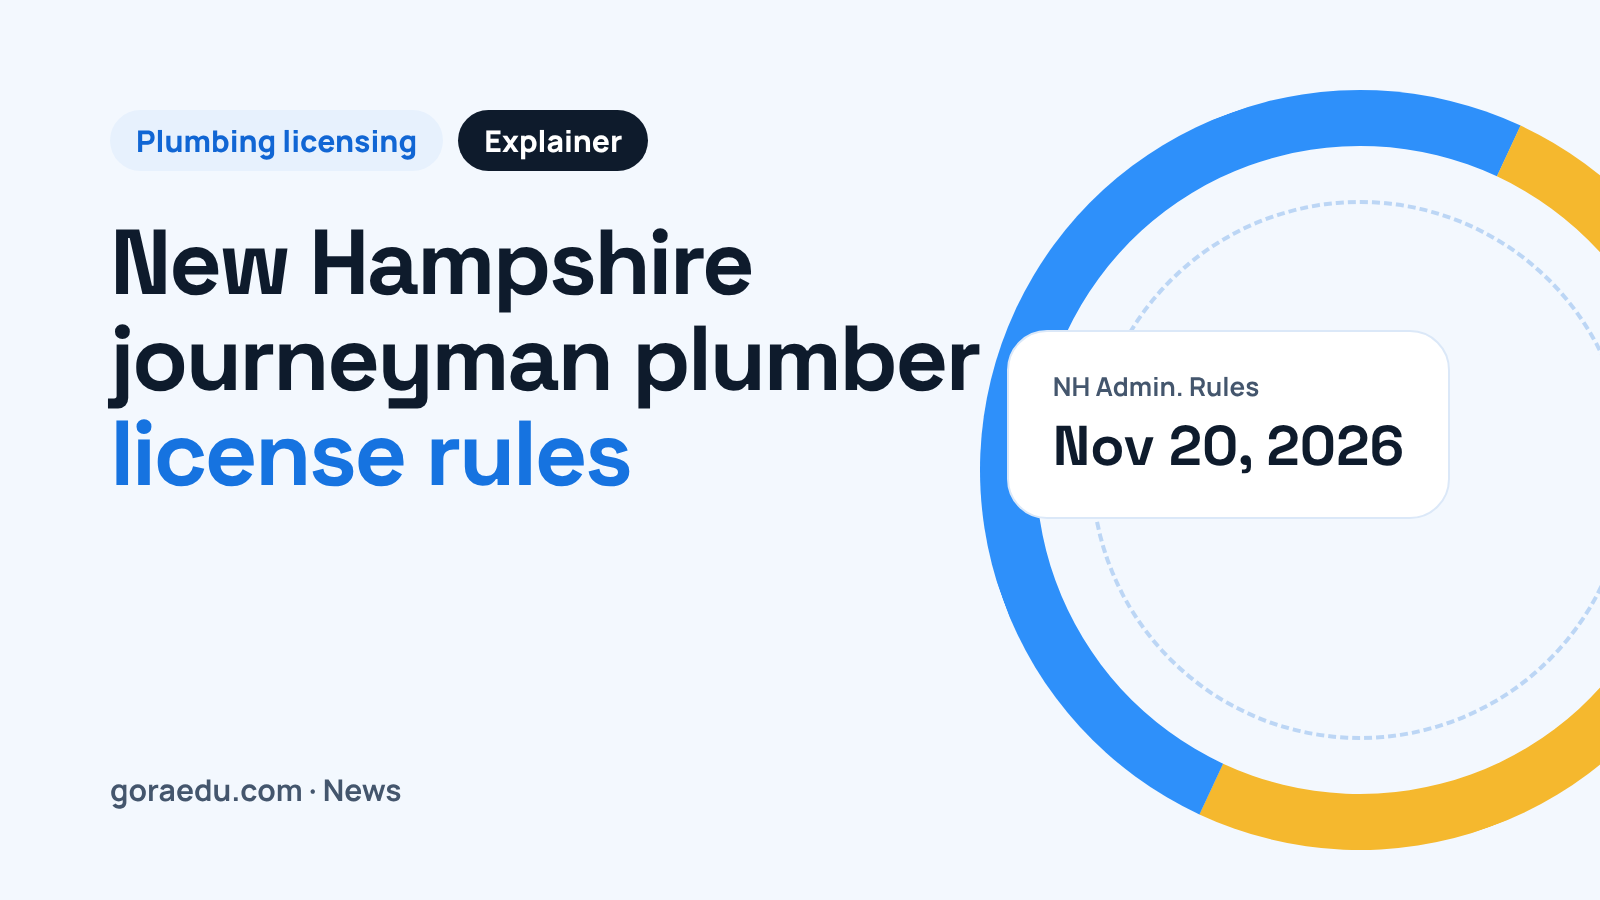 Plumbing licensing
Explainer
New Hampshire
journeyman plumber
license rules
NH Admin. Rules
Nov 20, 2026
goraedu.com · News